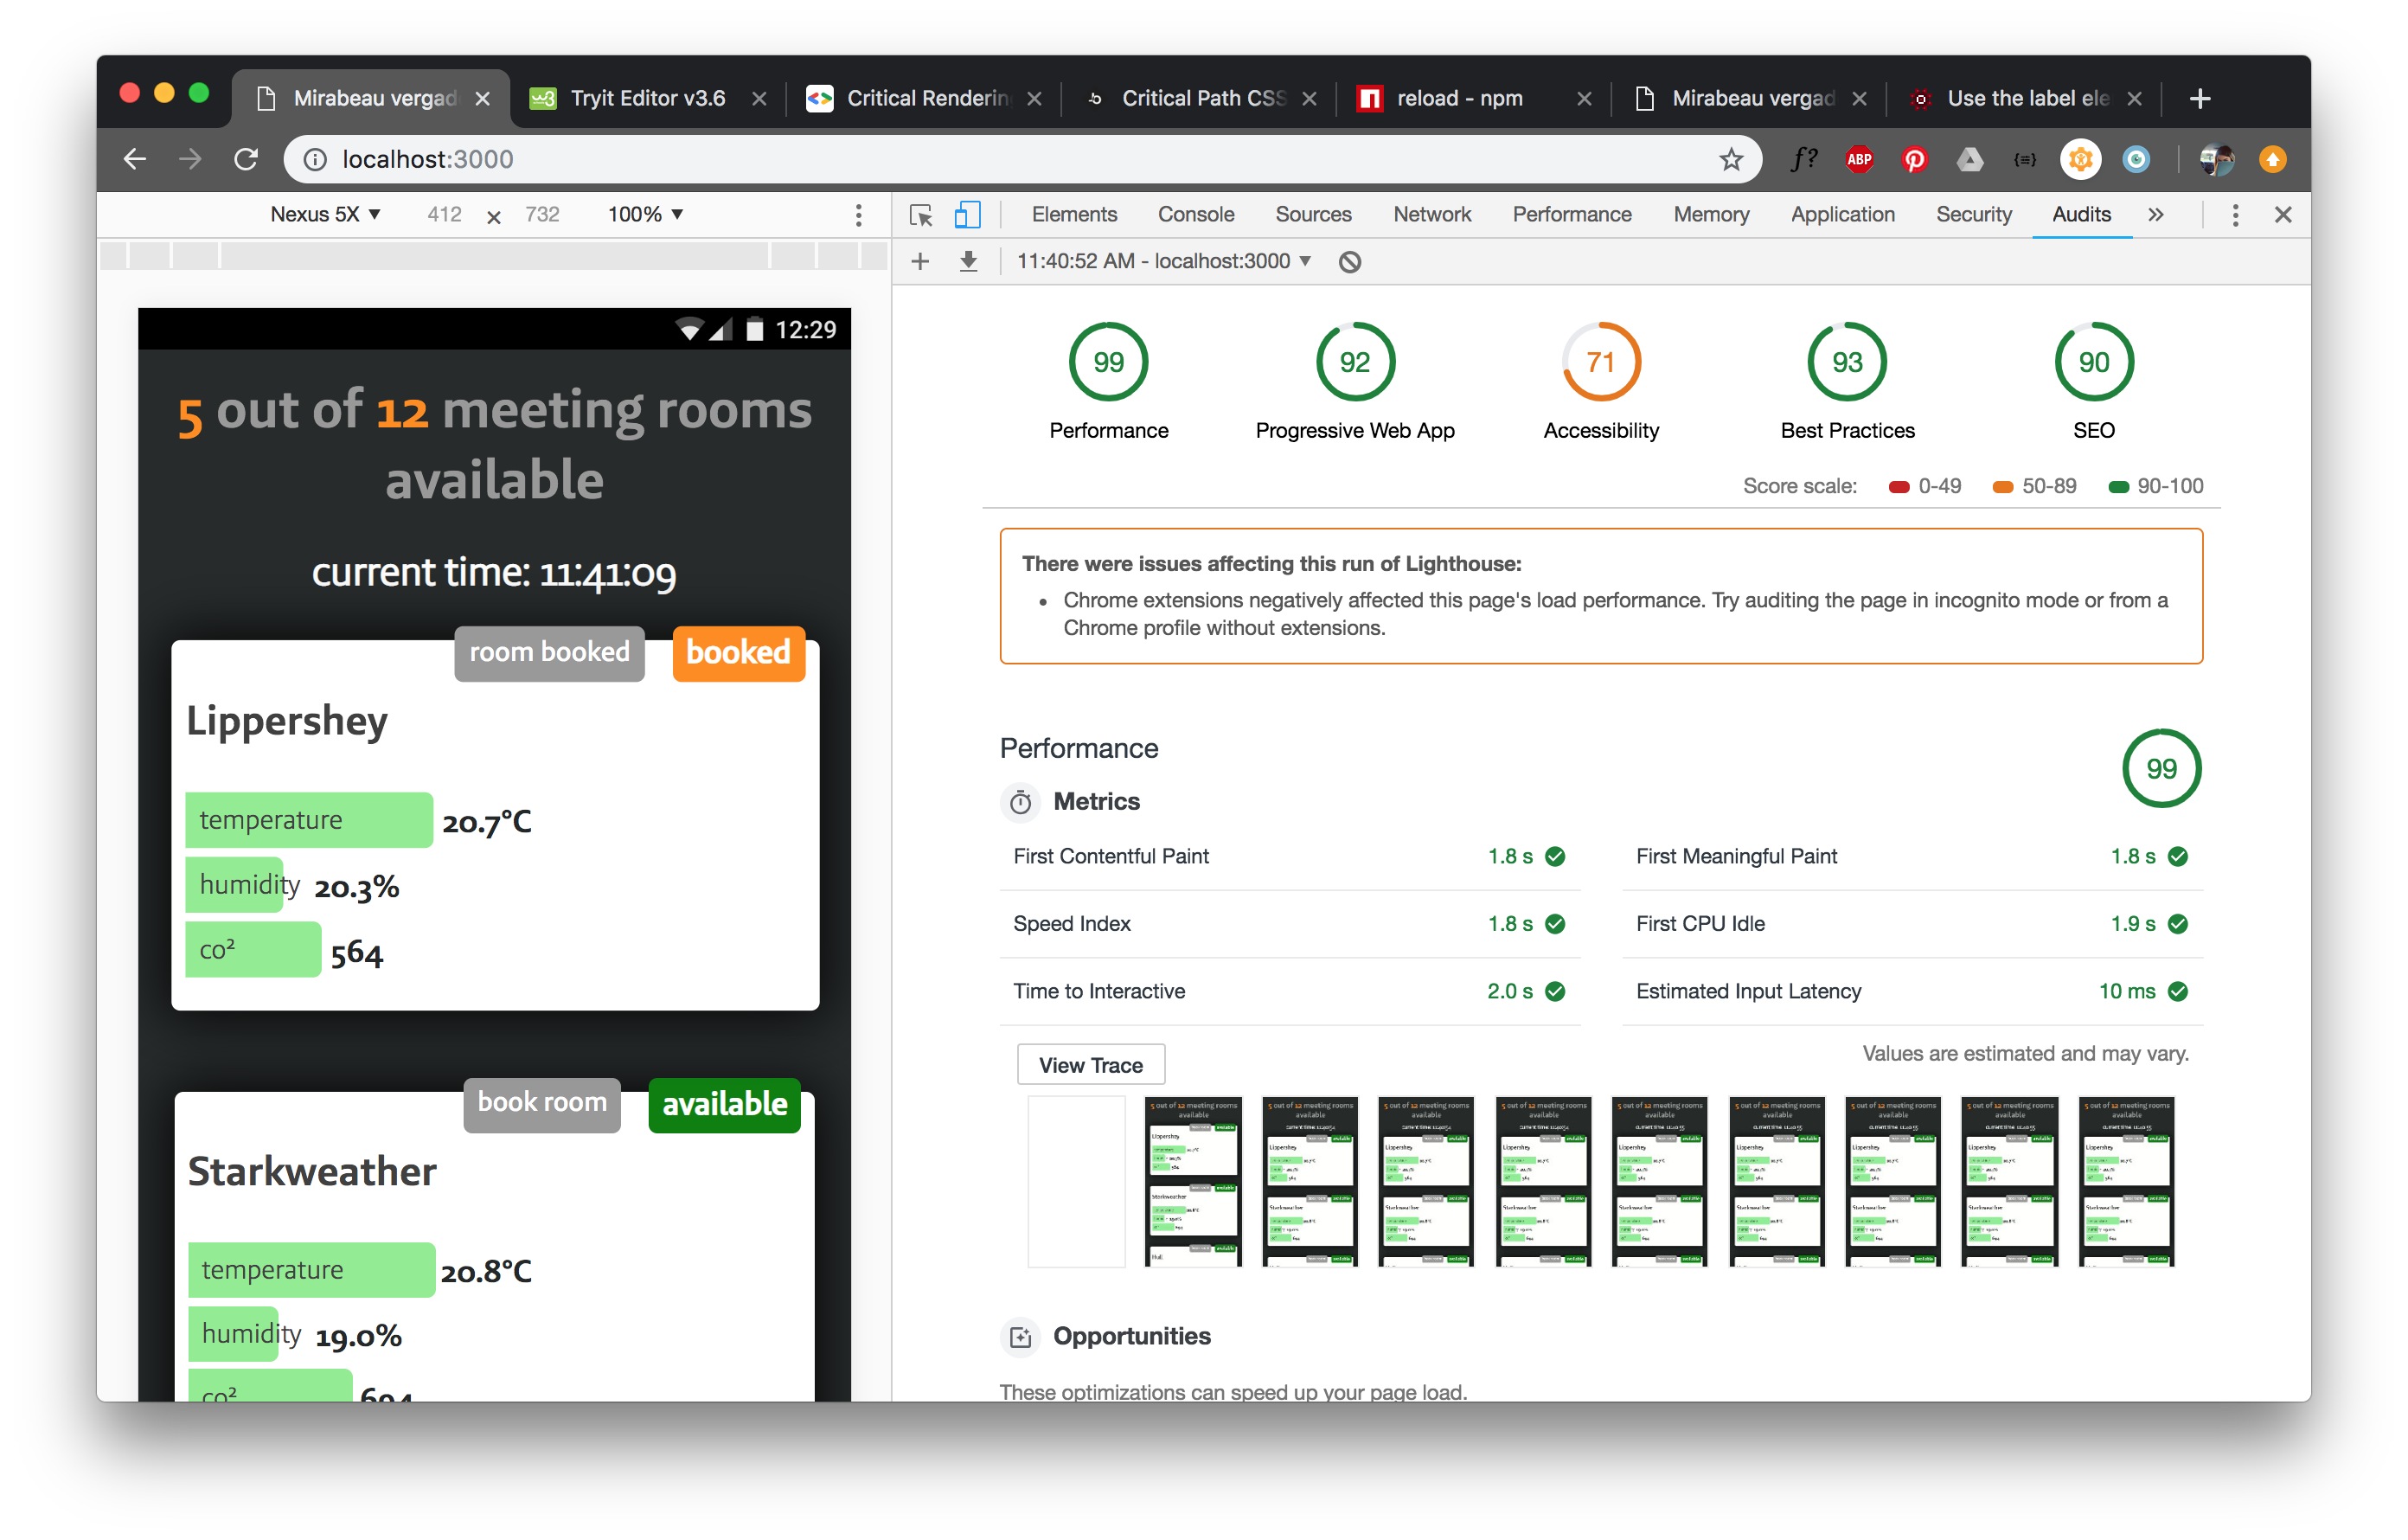 Mirabeau vergad
Tryit Editor v3.6
Critical Renderin
Critical Path CSS
reload - npm
Mirabeau vergad
Use the label ele
localhost:3000
f?
ABP
Nexus 5X ▼ 412 × 732 100% ▼
Elements Console Sources Network Performance Memory Application Security Audits »
11:40:52 AM - localhost:3000 ▼
12:29
5 out of 12 meeting rooms
available
current time: 11:41:09
room booked
booked
Lippershey
temperature 20.7°C
humidity 20.3%
co² 564
book room
available
Starkweather
temperature 20.8°C
humidity 19.0%
co² 694
99
Performance
92
Progressive Web App
71
Accessibility
93
Best Practices
90
SEO
Score scale: 0-49 50-89 90-100
There were issues affecting this run of Lighthouse:
• Chrome extensions negatively affected this page's load performance. Try auditing the page in incognito mode or from a
Chrome profile without extensions.
Performance
99
Metrics
First Contentful Paint 1.8 s
First Meaningful Paint 1.8 s
Speed Index 1.8 s
First CPU Idle 1.9 s
Time to Interactive 2.0 s
Estimated Input Latency 10 ms
View Trace
Values are estimated and may vary.
Opportunities
These optimizations can speed up your page load.